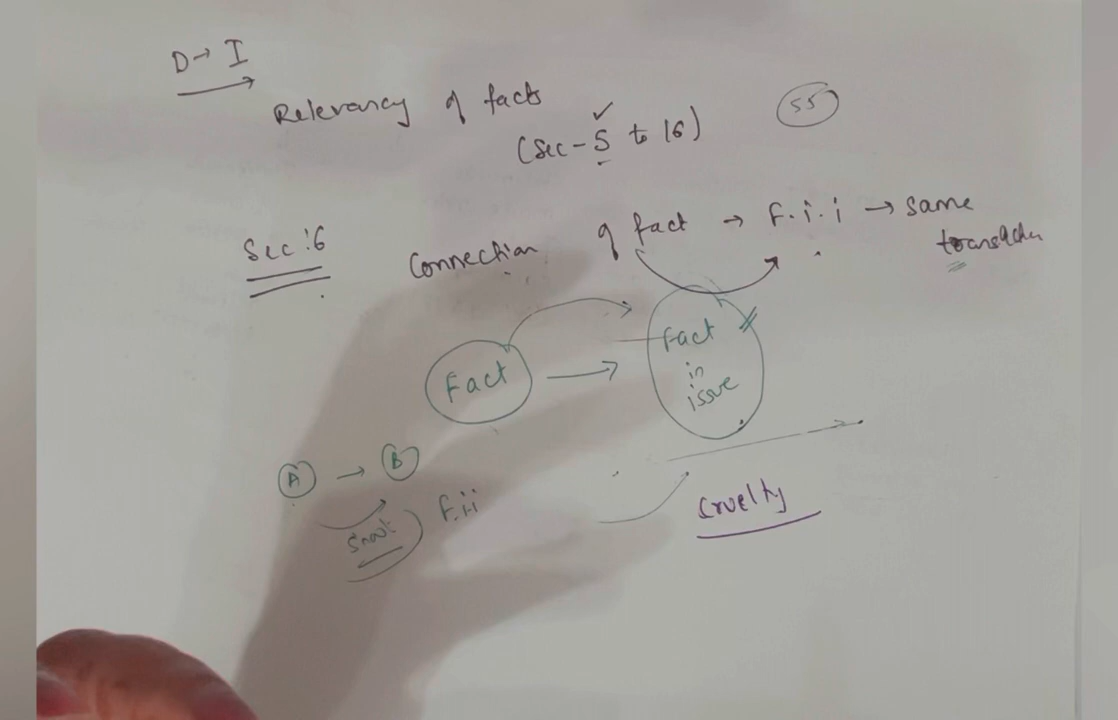 D → I
Relevancy of facts
(Sec - 5 to 16) ✓
55
Sec : 6
Connection of fact → F.i.i → same
transaction
Fact → Fact
in
issue
A → B
Shoot F.i.i
Cruelty